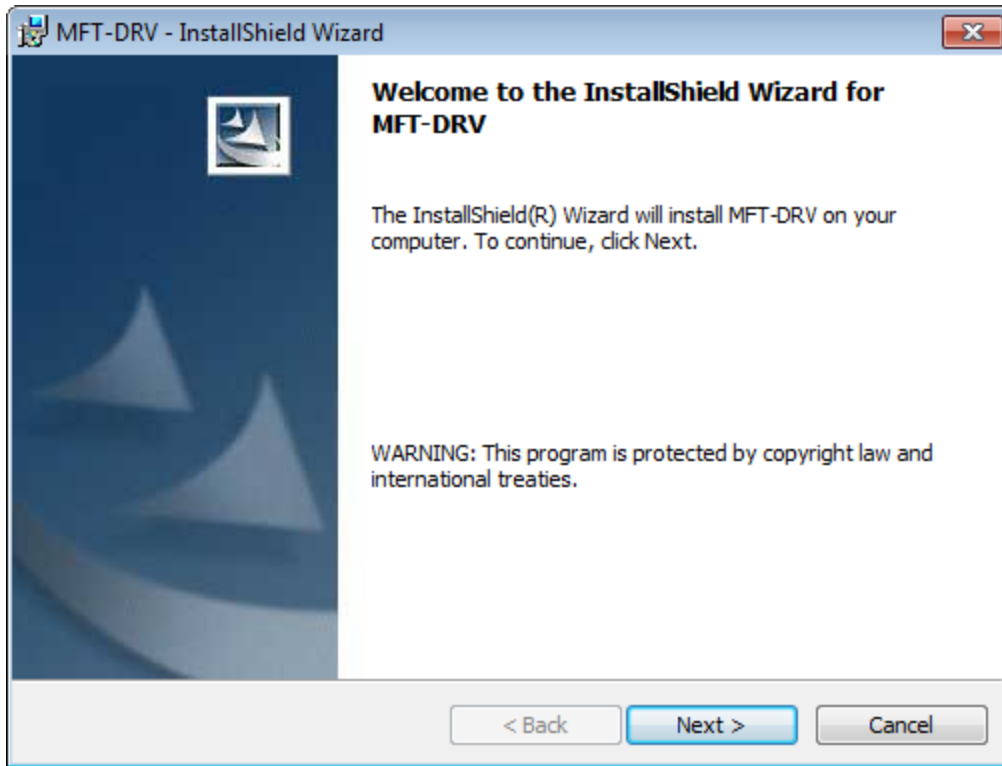 MFT-DRV - InstallShield Wizard
Welcome to the InstallShield Wizard for
MFT-DRV
The InstallShield(R) Wizard will install MFT-DRV on your
computer. To continue, click Next.
WARNING: This program is protected by copyright law and
international treaties.
< Back
Next >
Cancel